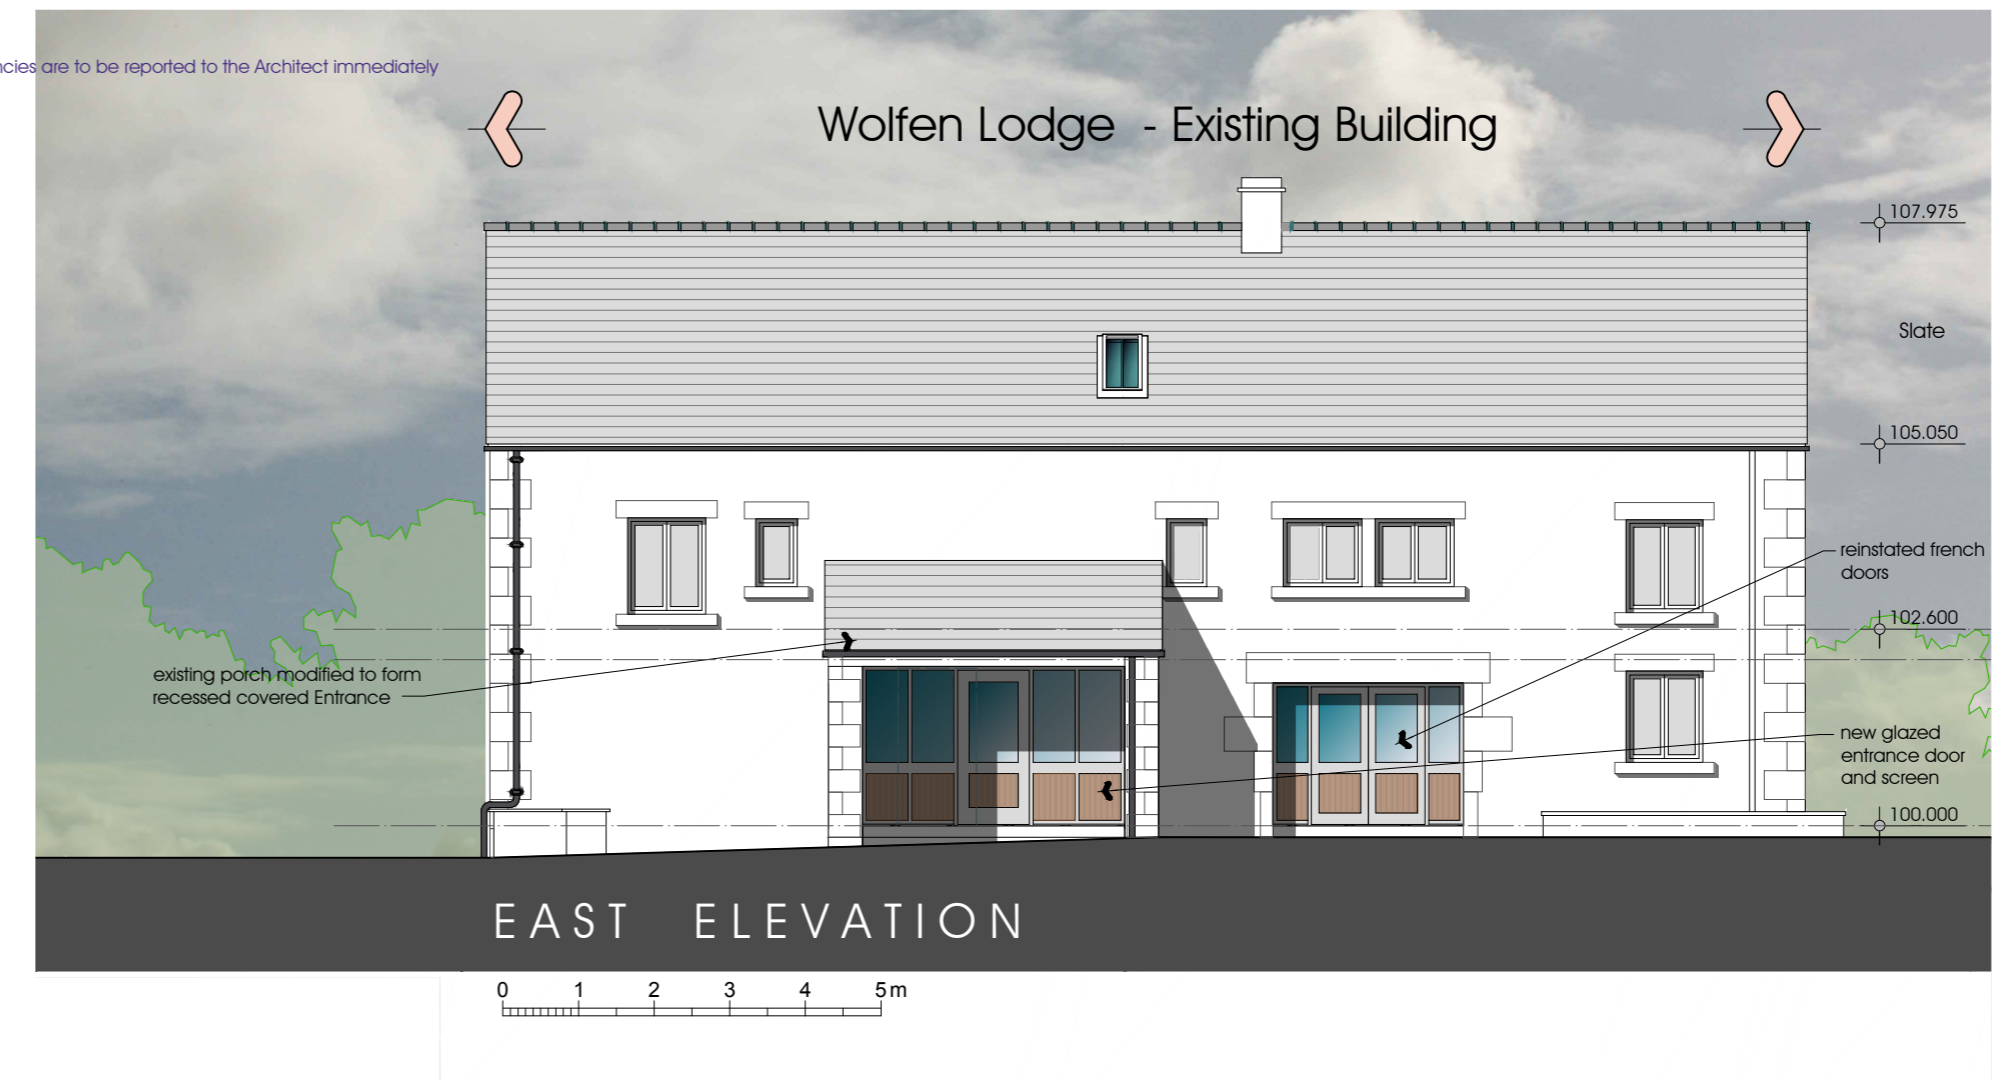 are to be reported to the Architect immediately
Wolfen Lodge - Existing Building
107.975
Slate
105.050
reinstated french
doors
102.600
existing porch modified to form
recessed covered Entrance
new glazed
entrance door
and screen
100.000
EAST ELEVATION
0 1 2 3 4 5m